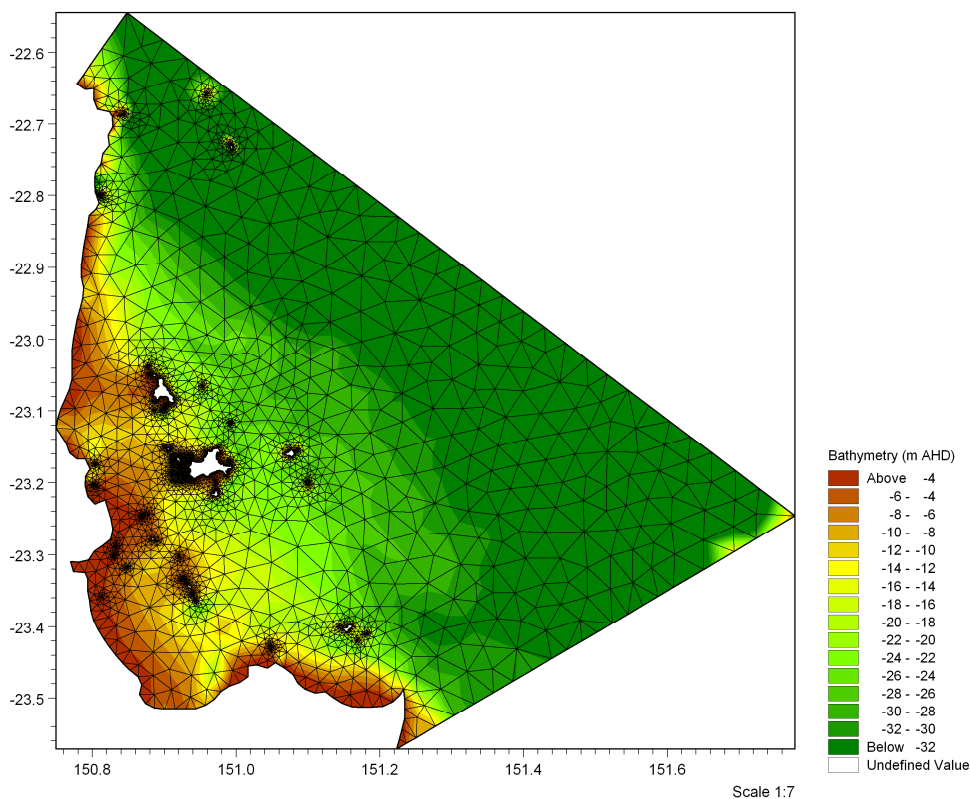 -22.6
-22.7
-22.8
-22.9
-23.0
-23.1
-23.2
-23.3
-23.4
-23.5
150.8 151.0 151.2 151.4 151.6
Scale 1:7
Bathymetry (m AHD)
Above -4
-6 - -4
-8 - -6
-10 - -8
-12 - -10
-14 - -12
-16 - -14
-18 - -16
-20 - -18
-22 - -20
-24 - -22
-26 - -24
-28 - -26
-30 - -28
-32 - -30
Below -32
Undefined Value